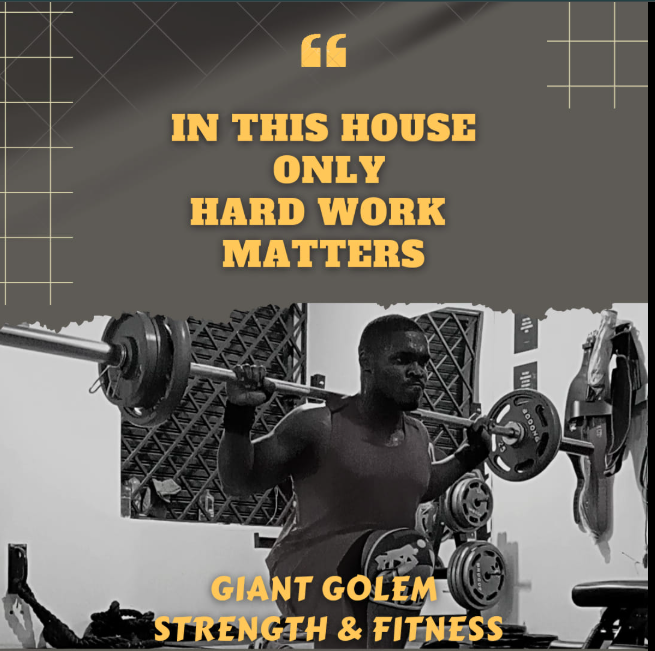 “
IN THIS HOUSE
ONLY
HARD WORK
MATTERS
GIANT GOLEM
STRENGTH & FITNESS